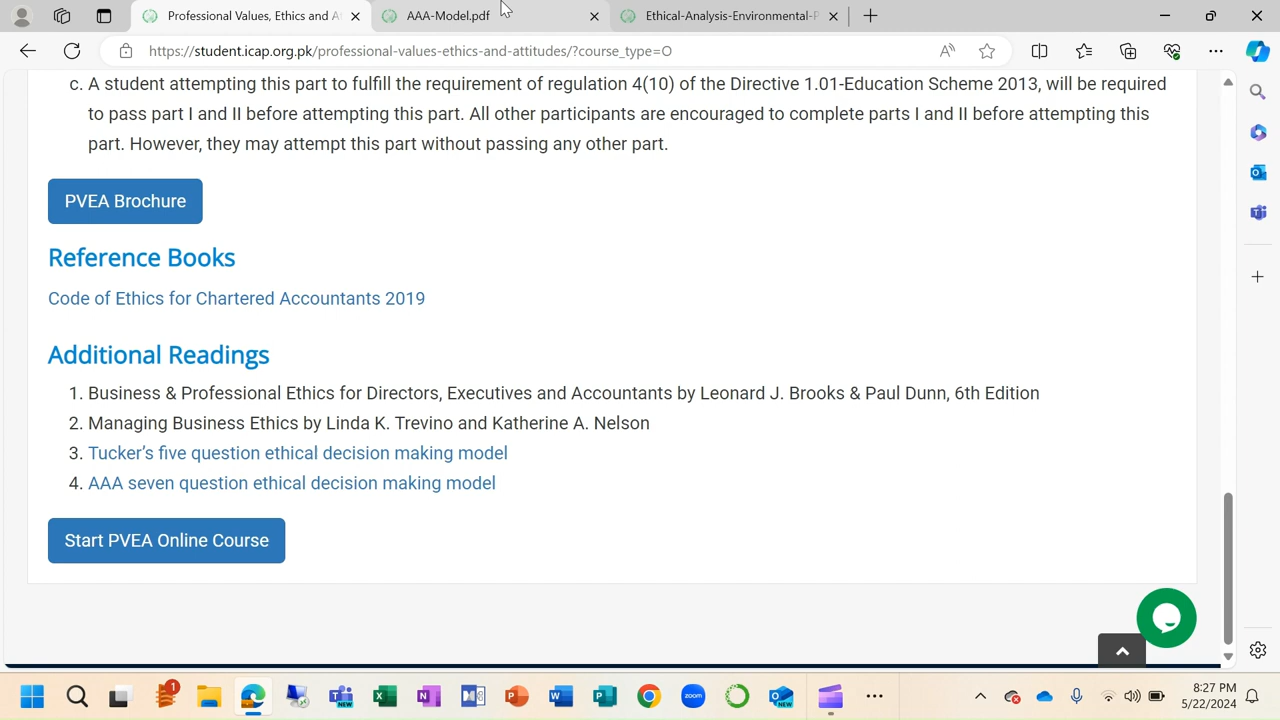 Professional Values, Ethics and A
AAA-Model.pdf
Ethical-Analysis-Environmental-P
https://student.icap.org.pk/professional-values-ethics-and-attitudes/?course_type=O
c. A student attempting this part to fulfill the requirement of regulation 4(10) of the Directive 1.01-Education Scheme 2013, will be required
to pass part I and II before attempting this part. All other participants are encouraged to complete parts I and II before attempting this
part. However, they may attempt this part without passing any other part.
PVEA Brochure
Reference Books
Code of Ethics for Chartered Accountants 2019
Additional Readings
1. Business & Professional Ethics for Directors, Executives and Accountants by Leonard J. Brooks & Paul Dunn, 6th Edition
2. Managing Business Ethics by Linda K. Trevino and Katherine A. Nelson
3. Tucker’s five question ethical decision making model
4. AAA seven question ethical decision making model
Start PVEA Online Course
1
NEW
zoom
NEW
8:27 PM
5/22/2024